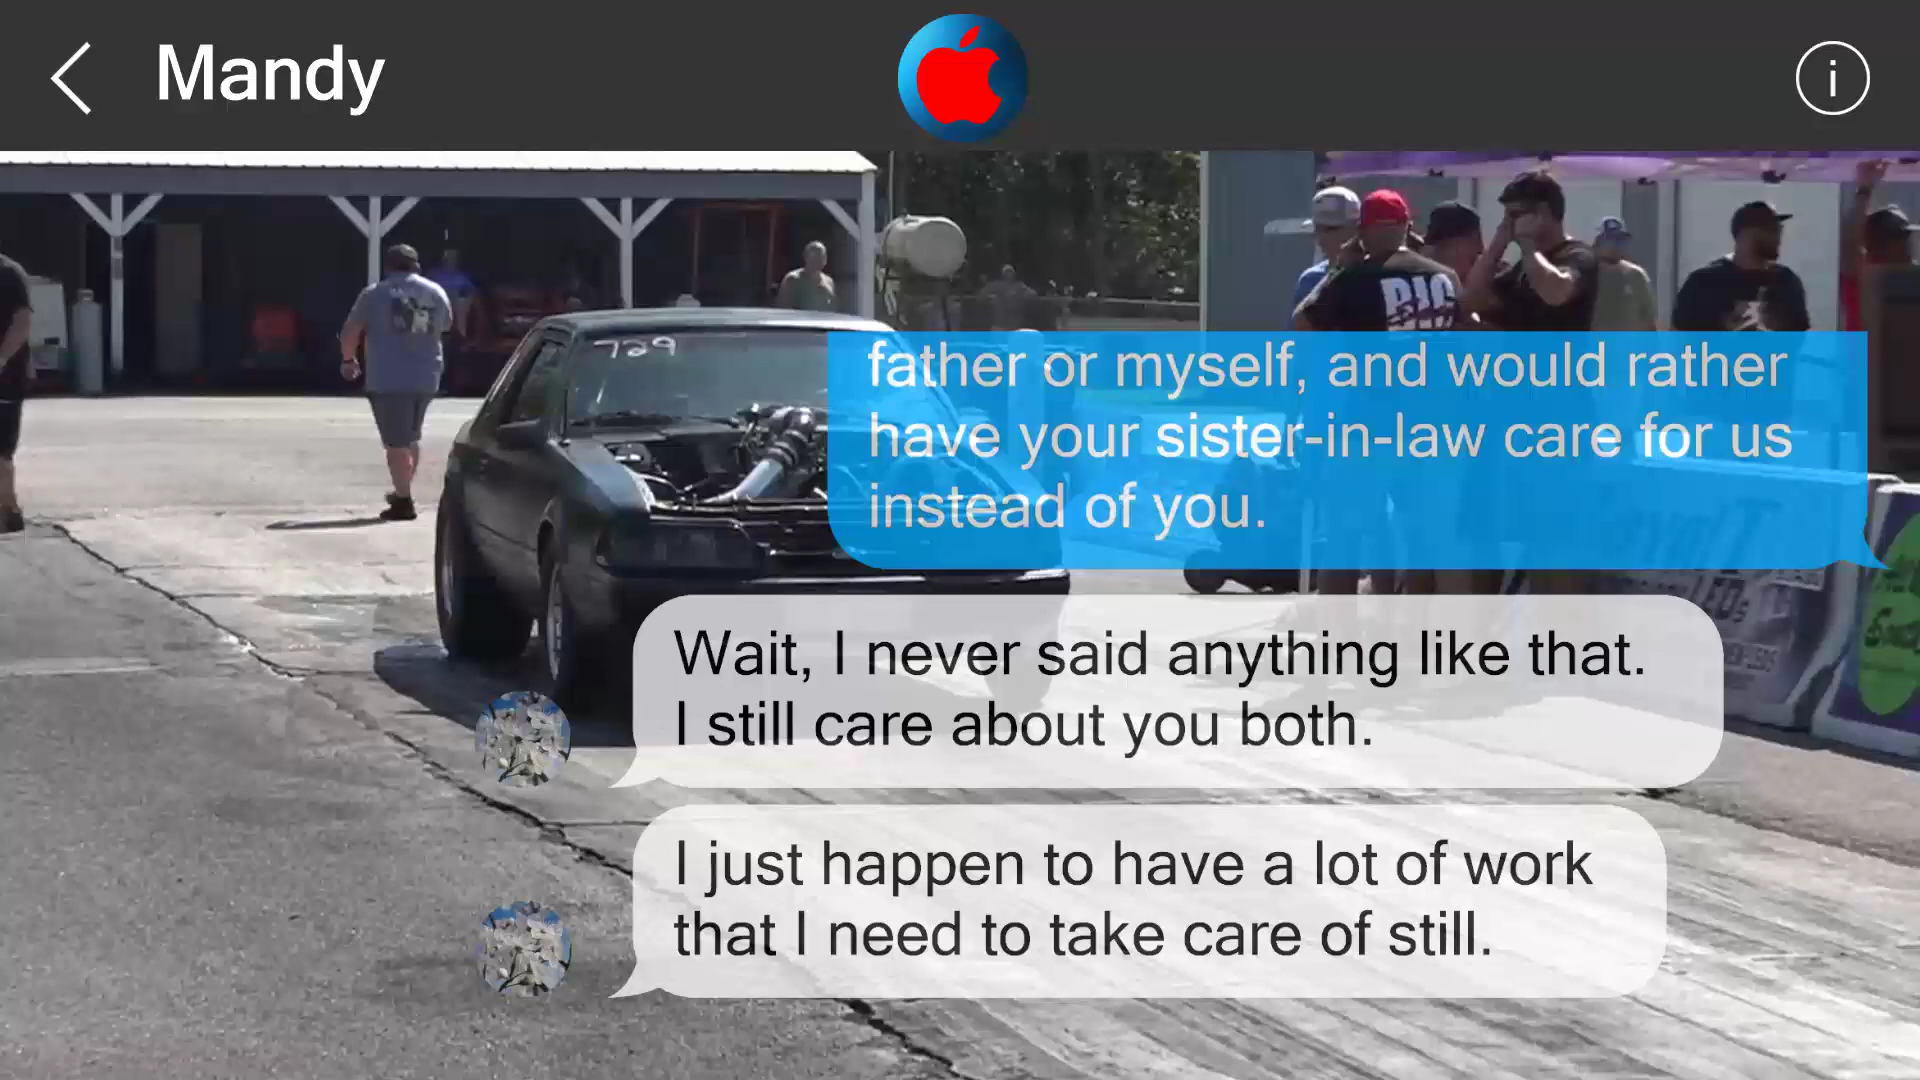 Mandy
i
729
BIG
father or myself, and would rather
have your sister-in-law care for us
instead of you.
Wait, I never said anything like that.
I still care about you both.
I just happen to have a lot of work
that I need to take care of still.